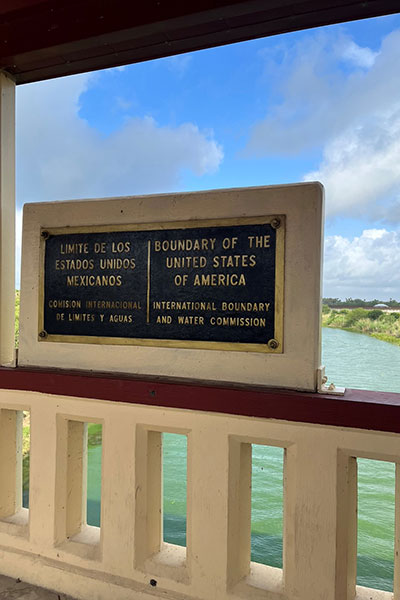 LIMITE DE LOS
ESTADOS UNIDOS
MEXICANOS
COMISION INTERNACIONAL
DE LIMITES Y AGUAS
BOUNDARY OF THE
UNITED STATES
OF AMERICA
INTERNATIONAL BOUNDARY
AND WATER COMMISSION